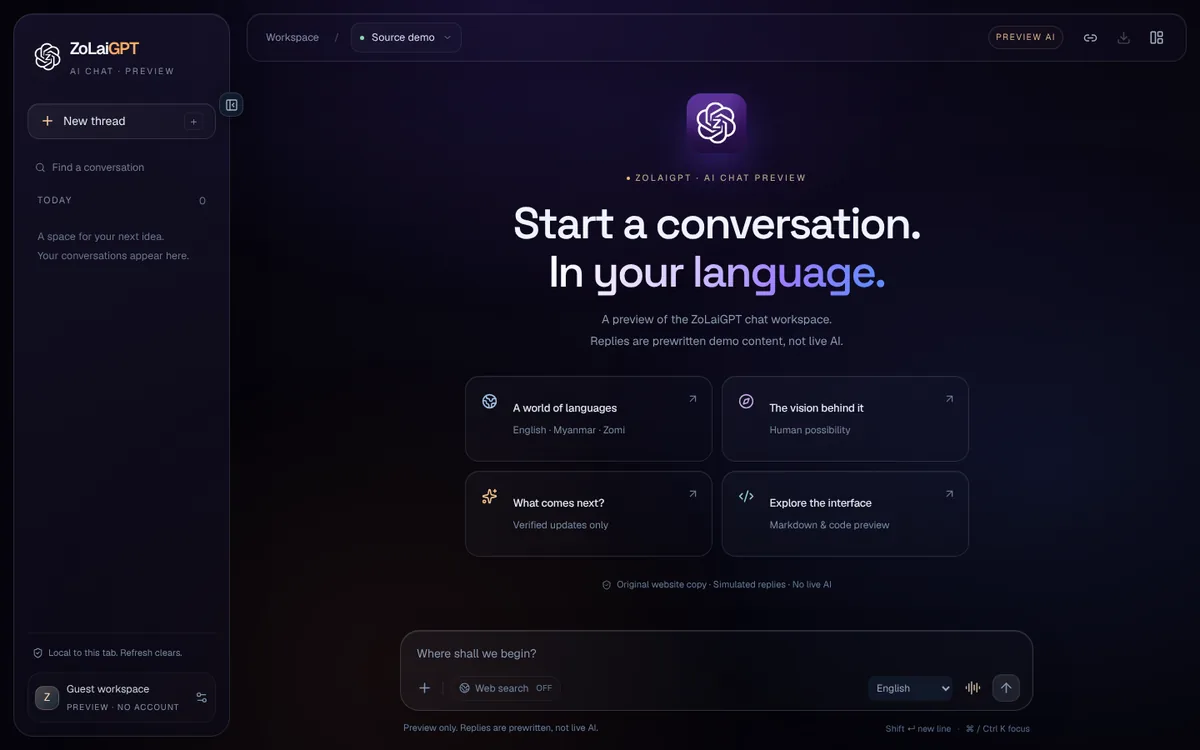 ZoLaiGPT
AI CHAT · PREVIEW
New thread
Find a conversation
TODAY 0
A space for your next idea.
Your conversations appear here.
Local to this tab. Refresh clears.
Z
Guest workspace
PREVIEW · NO ACCOUNT
Workspace / Source demo
PREVIEW AI
Z
ZOLAIGPT · AI CHAT PREVIEW
Start a conversation.
In your language.
A preview of the ZoLaiGPT chat workspace.
Replies are prewritten demo content, not live AI.
A world of languages
English · Myanmar · Zomi
The vision behind it
Human possibility
What comes next?
Verified updates only
Explore the interface
Markdown & code preview
Original website copy · Simulated replies · No live AI
Where shall we begin?
Web search OFF
English
Preview only. Replies are prewritten, not live AI.
Shift ↵ new line · ⌘ / Ctrl K focus